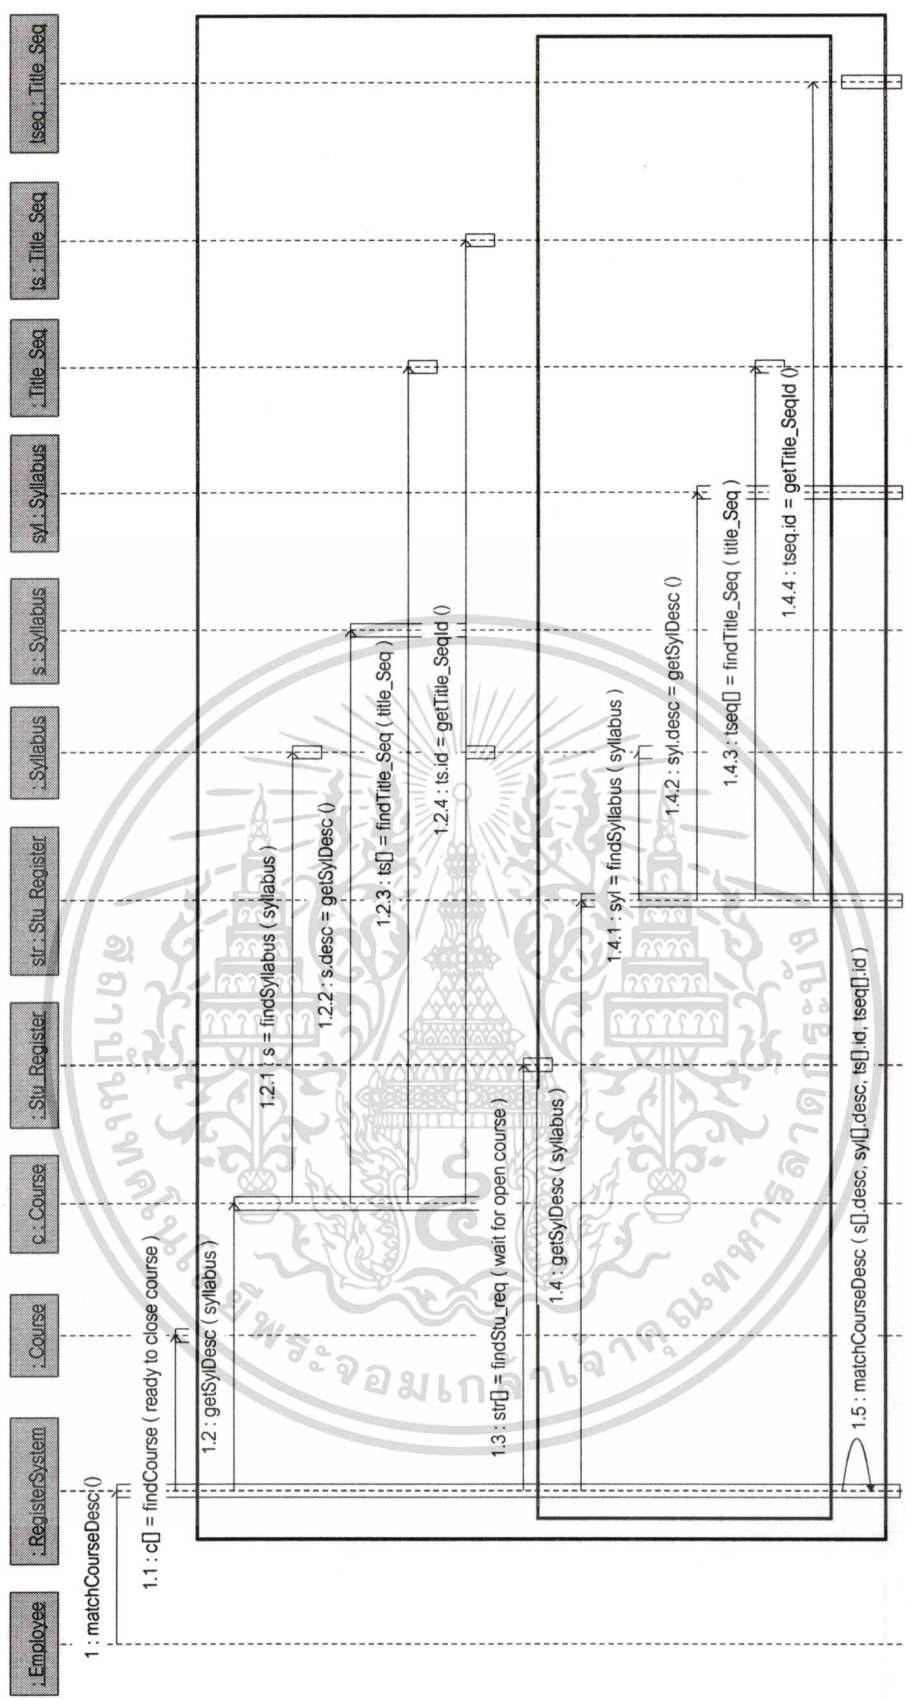 : Employee
: RegisterSystem
: Course
c : Course
: Stu_Register
str : Stu_Register
: Syllabus
s : Syllabus
syl : Syllabus
: Title_Seq
ts : Title_Seq
tseq : Title_Seq
1 : matchCourseDesc ()
1.1 : c[] = findCourse ( ready to close course )
1.2 : getSylDesc ( syllabus )
1.2.1 : s = findSyllabus ( syllabus )
1.2.2 : s.desc = getSylDesc ()
1.2.3 : ts[] = findTitle_Seq ( title_Seq )
1.2.4 : ts.id = getTitle_SeqId ()
1.3 : str[] = findStu_req ( wait for open course )
1.4 : getSylDesc ( syllabus )
1.4.1 : syl = findSyllabus ( syllabus )
1.4.2 : syl.desc = getSylDesc ()
1.4.3 : tseq[] = findTitle_Seq ( title_Seq )
1.4.4 : tseq.id = getTitle_SeqId ()
1.5 : matchCourseDesc ( s[].desc, syl[].desc, ts[].id, tseq[].id )